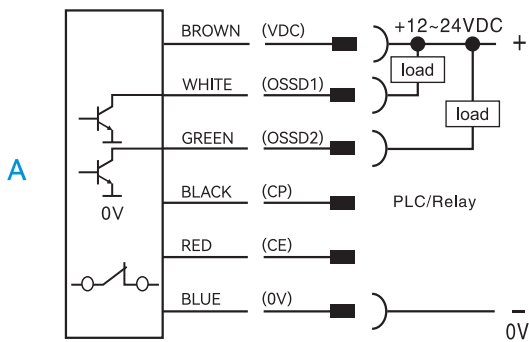 BROWN (VDC) +12~24VDC +
load
WHITE (OSSD1)
load
GREEN (OSSD2)
A
BLACK (CP) PLC/Relay
0V
RED (CE)
BLUE (0V) −
0V